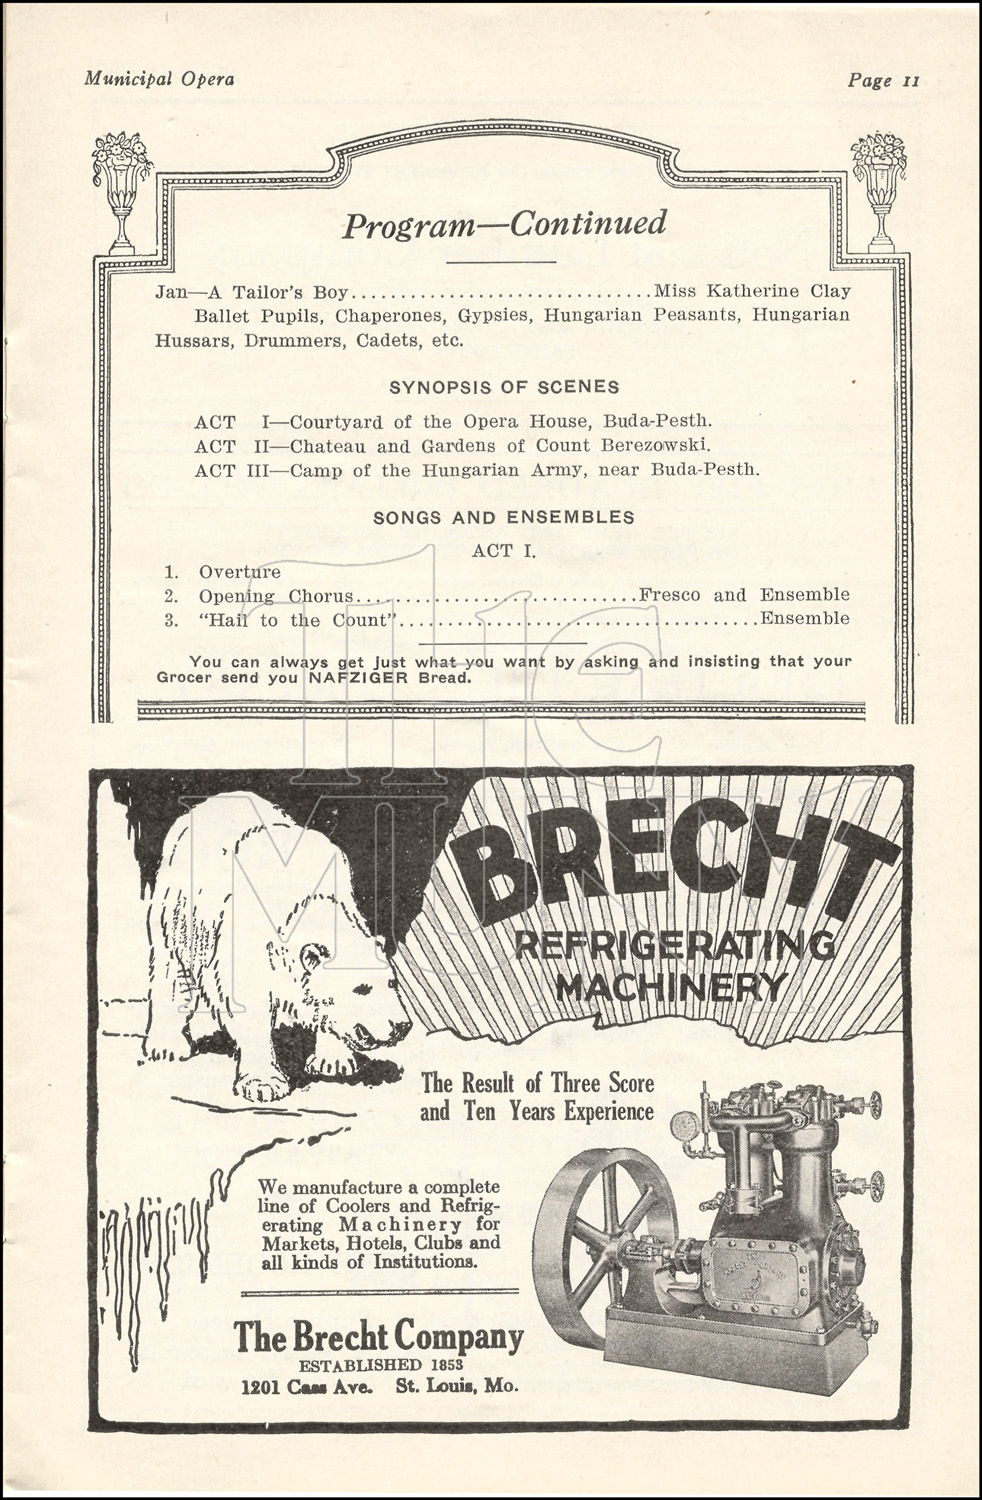 Municipal Opera Page 11
Program—Continued
Jan—A Tailor's Boy..............................Miss Katherine Clay
Ballet Pupils, Chaperones, Gypsies, Hungarian Peasants, Hungarian
Hussars, Drummers, Cadets, etc.
SYNOPSIS OF SCENES
ACT I—Courtyard of the Opera House, Buda-Pesth.
ACT II—Chateau and Gardens of Count Berezowski.
ACT III—Camp of the Hungarian Army, near Buda-Pesth.
SONGS AND ENSEMBLES
ACT I.
1. Overture
2. Opening Chorus............................Fresco and Ensemble
3. "Hail to the Count"....................................Ensemble
You can always get just what you want by asking and insisting that your
Grocer send you NAFZIGER Bread.
THE
MUNY
BRECHT
REFRIGERATING
MACHINERY
The Result of Three Score
and Ten Years Experience
We manufacture a complete
line of Coolers and Refrig-
erating Machinery for
Markets, Hotels, Clubs and
all kinds of Institutions.
The Brecht Company
ESTABLISHED 1853
1201 Cass Ave. St. Louis, Mo.